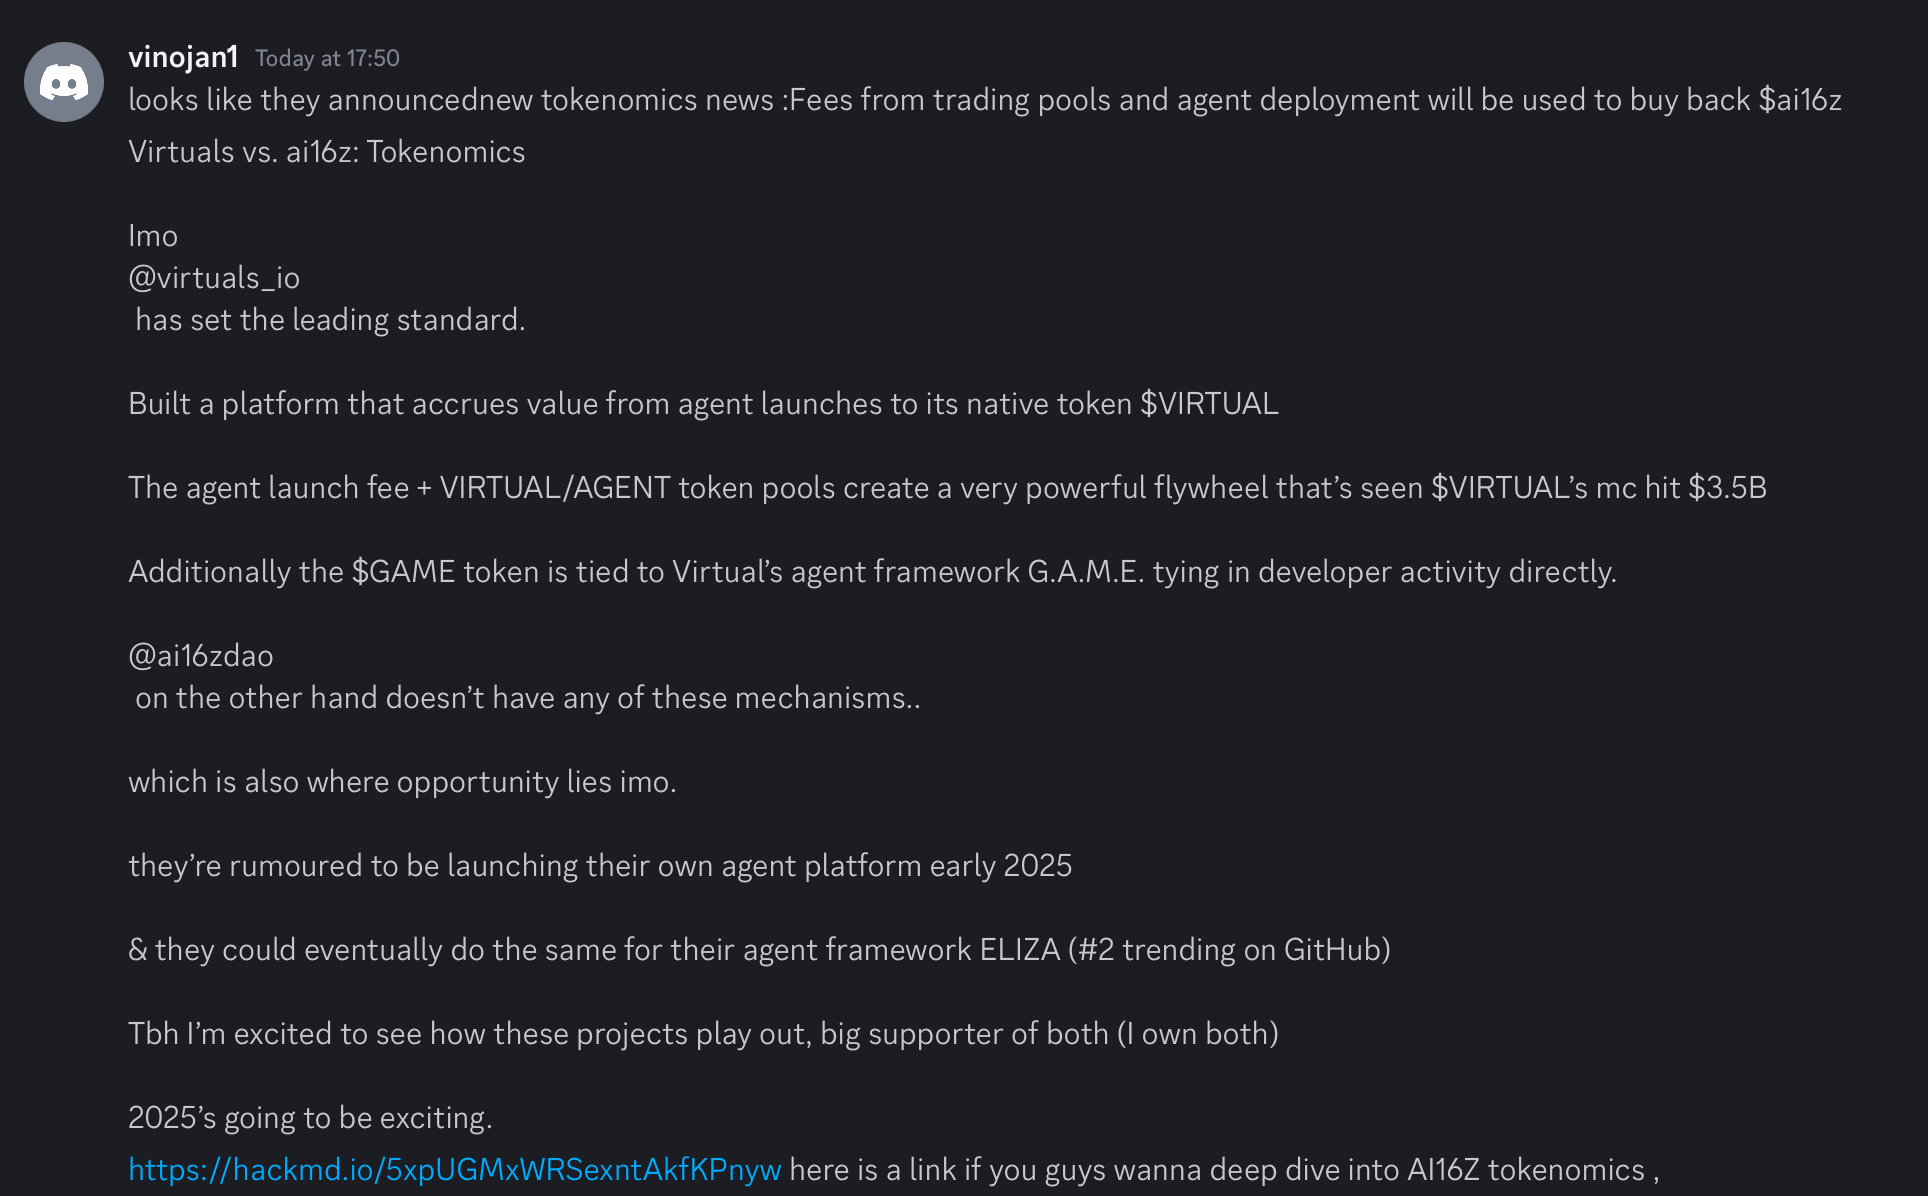 vinojan1 Today at 17:50
looks like they announcednew tokenomics news :Fees from trading pools and agent deployment will be used to buy back $ai16z
Virtuals vs. ai16z: Tokenomics
Imo
@virtuals_io
has set the leading standard.
Built a platform that accrues value from agent launches to its native token $VIRTUAL
The agent launch fee + VIRTUAL/AGENT token pools create a very powerful flywheel that’s seen $VIRTUAL’s mc hit $3.5B
Additionally the $GAME token is tied to Virtual’s agent framework G.A.M.E. tying in developer activity directly.
@ai16zdao
on the other hand doesn’t have any of these mechanisms..
which is also where opportunity lies imo.
they’re rumoured to be launching their own agent platform early 2025
& they could eventually do the same for their agent framework ELIZA (#2 trending on GitHub)
Tbh I’m excited to see how these projects play out, big supporter of both (I own both)
2025’s going to be exciting.
https://hackmd.io/5xpUGMxWRSexntAkfKPnyw here is a link if you guys wanna deep dive into AI16Z tokenomics ,